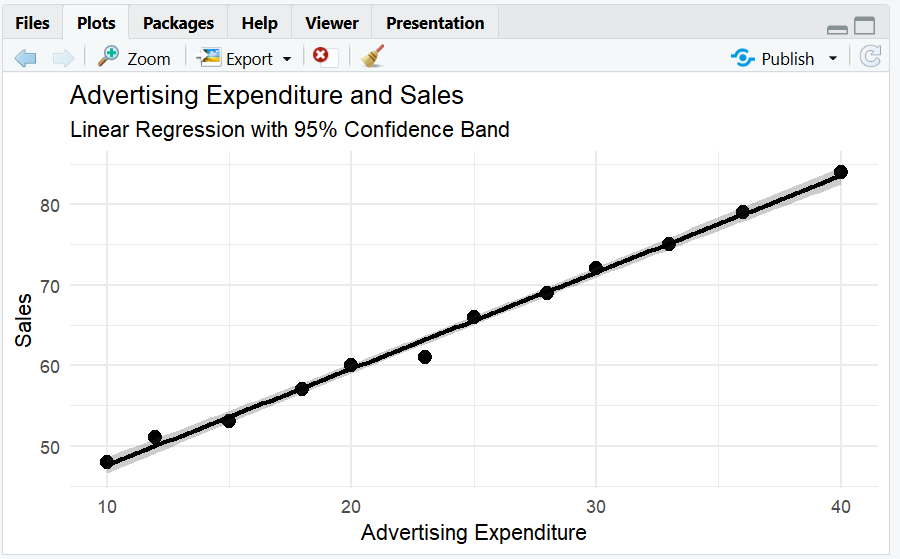 Files Plots Packages Help Viewer Presentation
Zoom Export Publish
Advertising Expenditure and Sales
Linear Regression with 95% Confidence Band
80
70
60
50
Sales
10 20 30 40
Advertising Expenditure